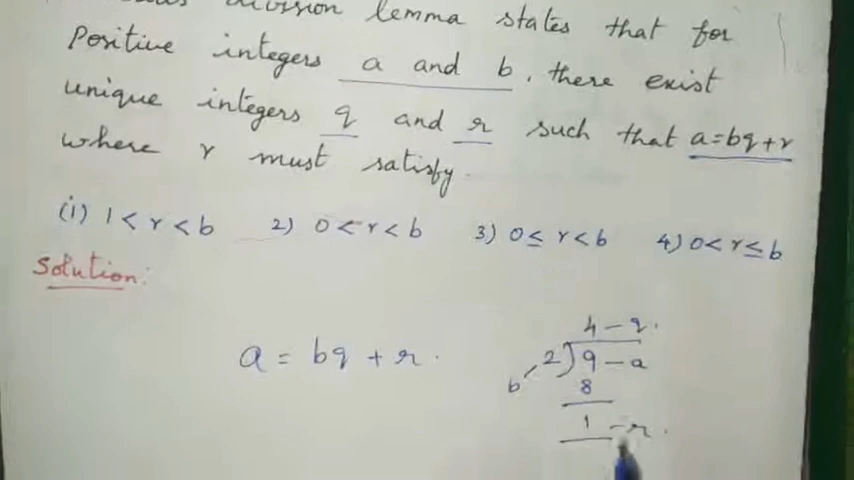 division lemma states that for
Positive integers a and b, there exist
unique integers q and r such that a=bq+r
where r must satisfy
(i) 1<r<b 2) 0<r<b 3) 0≤r<b 4) 0<r≤b
Solution:
4-q.
a = bq + r.
b 2)9-a
8
1-r.